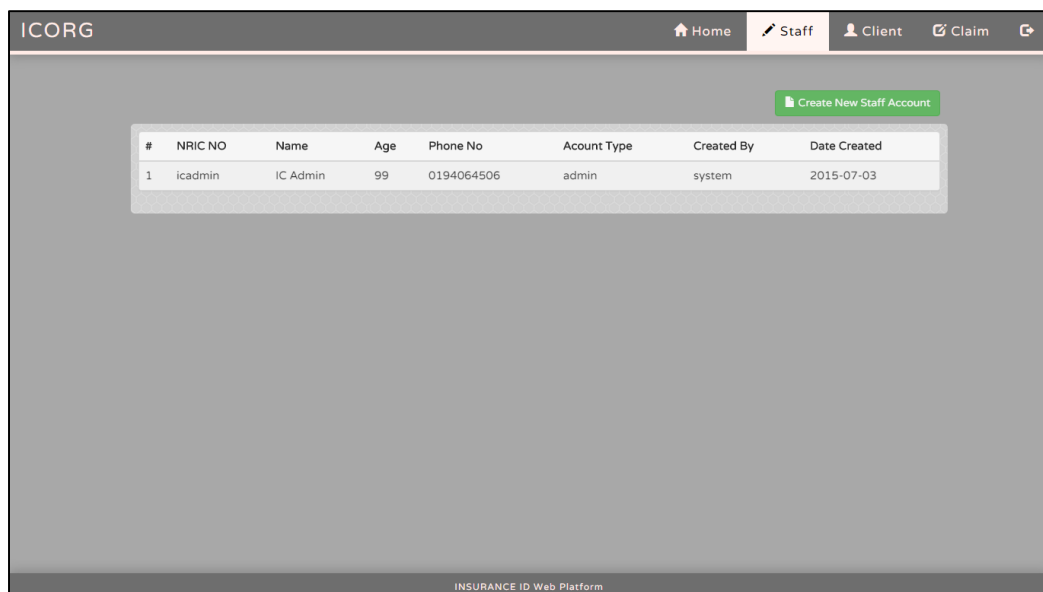 ICORG Home Staff Client Claim
Create New Staff Account
# NRIC NO Name Age Phone No Acount Type Created By Date Created
1 icadmin IC Admin 99 0194064506 admin system 2015-07-03
INSURANCE ID Web Platform